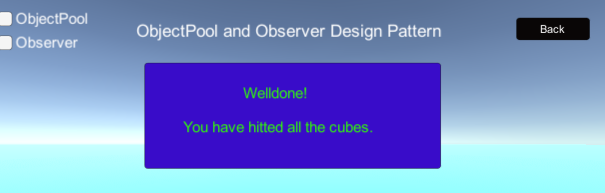 ObjectPool
Observer
ObjectPool and Observer Design Pattern
Back
Welldone!
You have hitted all the cubes.